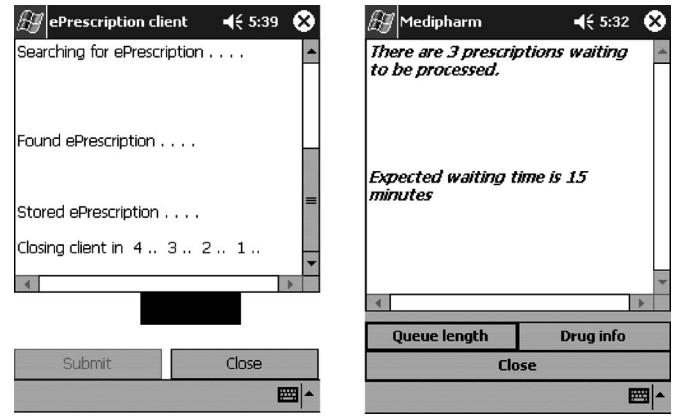 ePrescription client 5:39
Searching for ePrescription . . . .
Found ePrescription . . . .
Stored ePrescription . . . .
Closing client in 4 .. 3 .. 2 .. 1 ..
Submit Close
Medipharm 5:32
There are 3 prescriptions waiting
to be processed.
Expected waiting time is 15
minutes
Queue length Drug info
Close